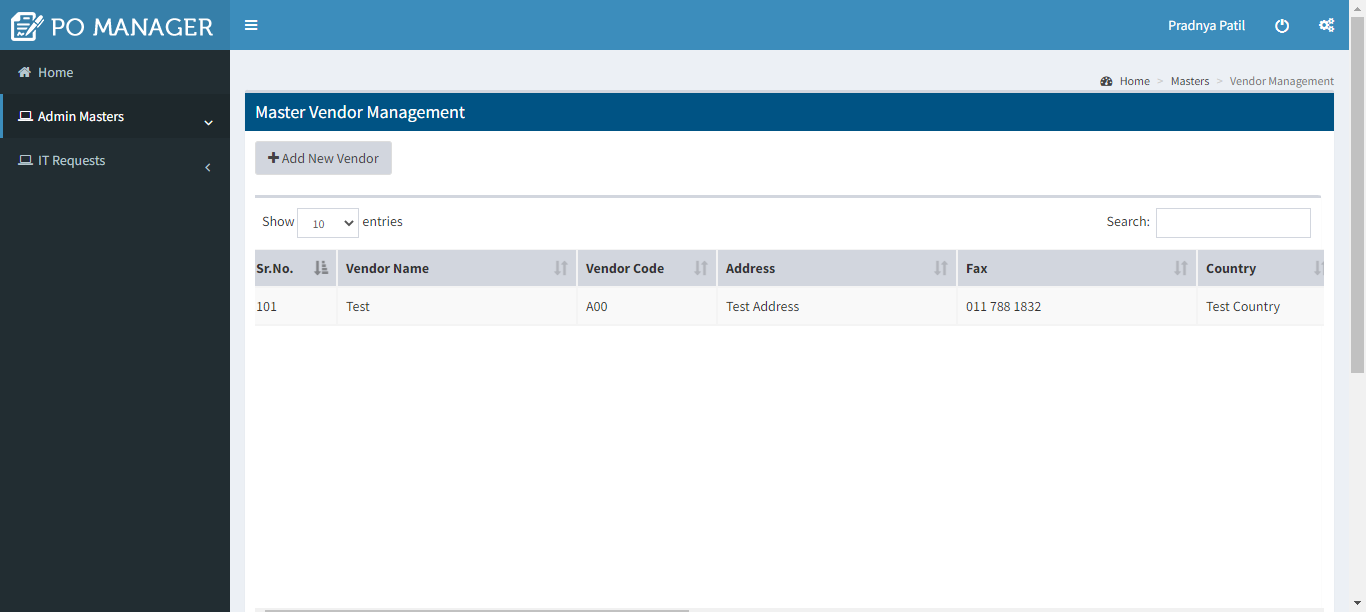 PO MANAGER
Pradnya Patil
Home
Admin Masters
IT Requests
Home > Masters > Vendor Management
Master Vendor Management
Add New Vendor
Show 10 entries
Search:
Sr.No. Vendor Name Vendor Code Address Fax Country
101 Test A00 Test Address 011 788 1832 Test Country